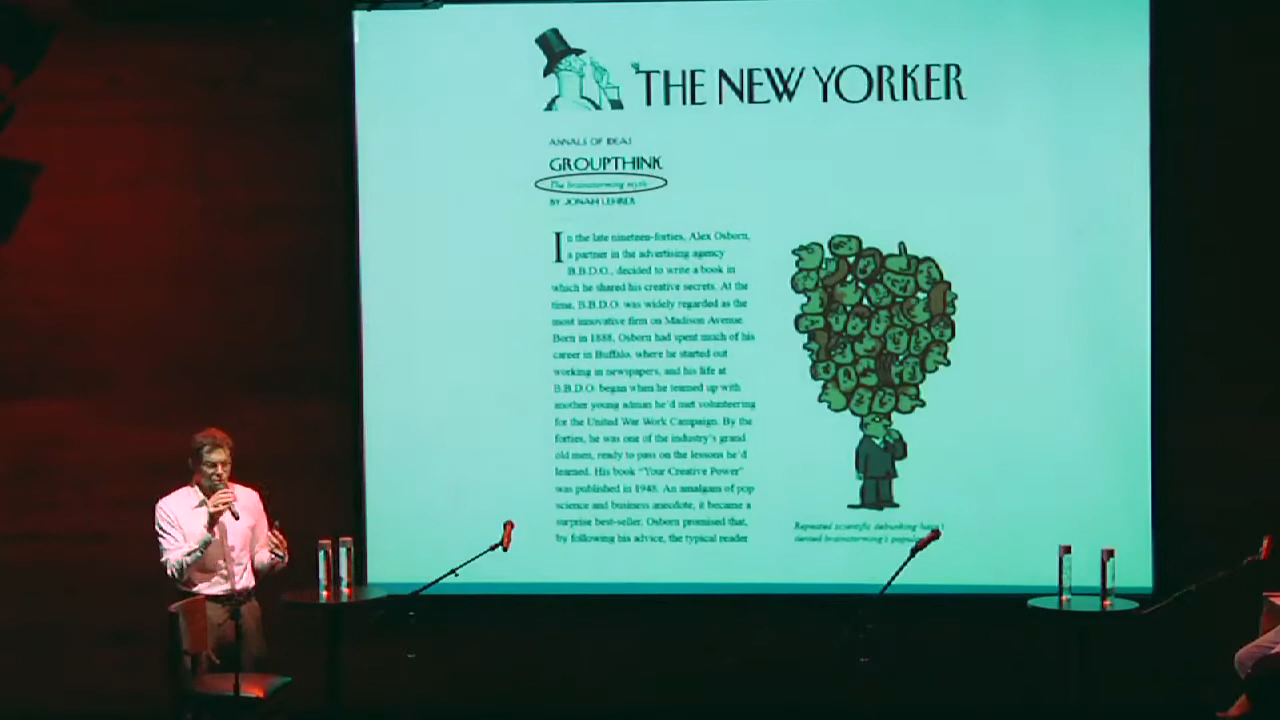 THE NEW YORKER
ANNALS OF IDEAS
GROUPTHINK
The brainstorming myth
BY JONAH LEHRER
In the late nineteen-forties, Alex Osborn,
a partner in the advertising agency
B.B.D.O., decided to write a book in
which he shared his creative secrets. At the
time, B.B.D.O. was widely regarded as the
most innovative firm on Madison Avenue.
Born in 1888, Osborn had spent much of his
career in Buffalo, where he started out
working in newspapers, and his life at
B.B.D.O. began when he teamed up with
another young adman he'd met volunteering
for the United War Work Campaign. By the
forties, he was one of the industry's grand
old men, ready to pass on the lessons he'd
learned. His book "Your Creative Power"
was published in 1948. An amalgam of pop
science and business anecdote, it became a
surprise best-seller. Osborn promised that,
by following his advice, the typical reader
Repeated scientific debunking hasn't
dented brainstorming's